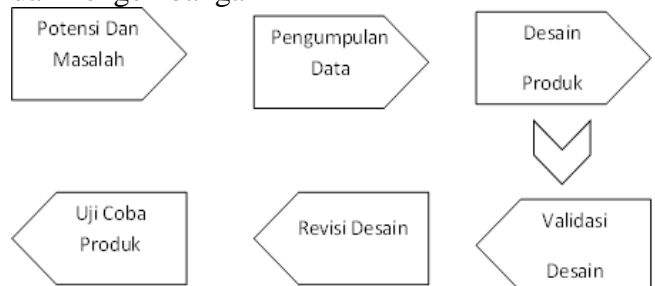 Potensi Dan
Masalah
Pengumpulan
Data
Desain
Produk
Validasi
Desain
Revisi Desain
Uji Coba
Produk